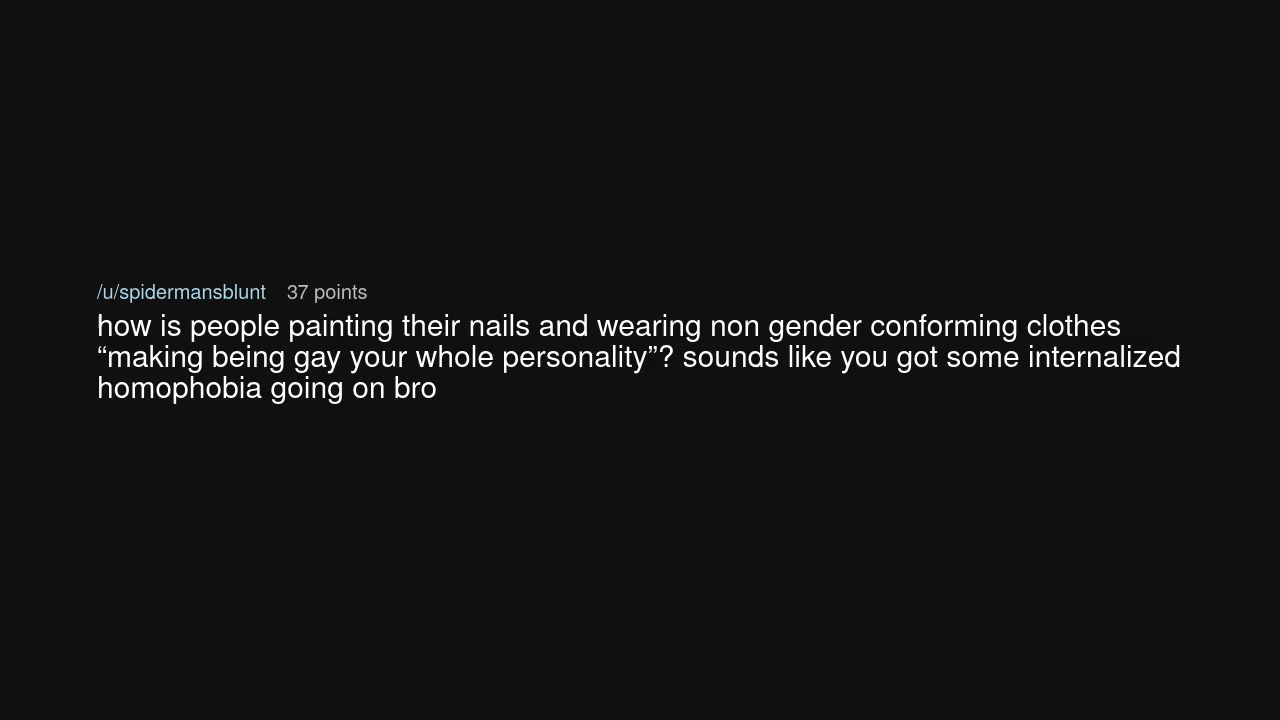 /u/spidermansblunt 37 points
how is people painting their nails and wearing non gender conforming clothes
“making being gay your whole personality”? sounds like you got some internalized
homophobia going on bro